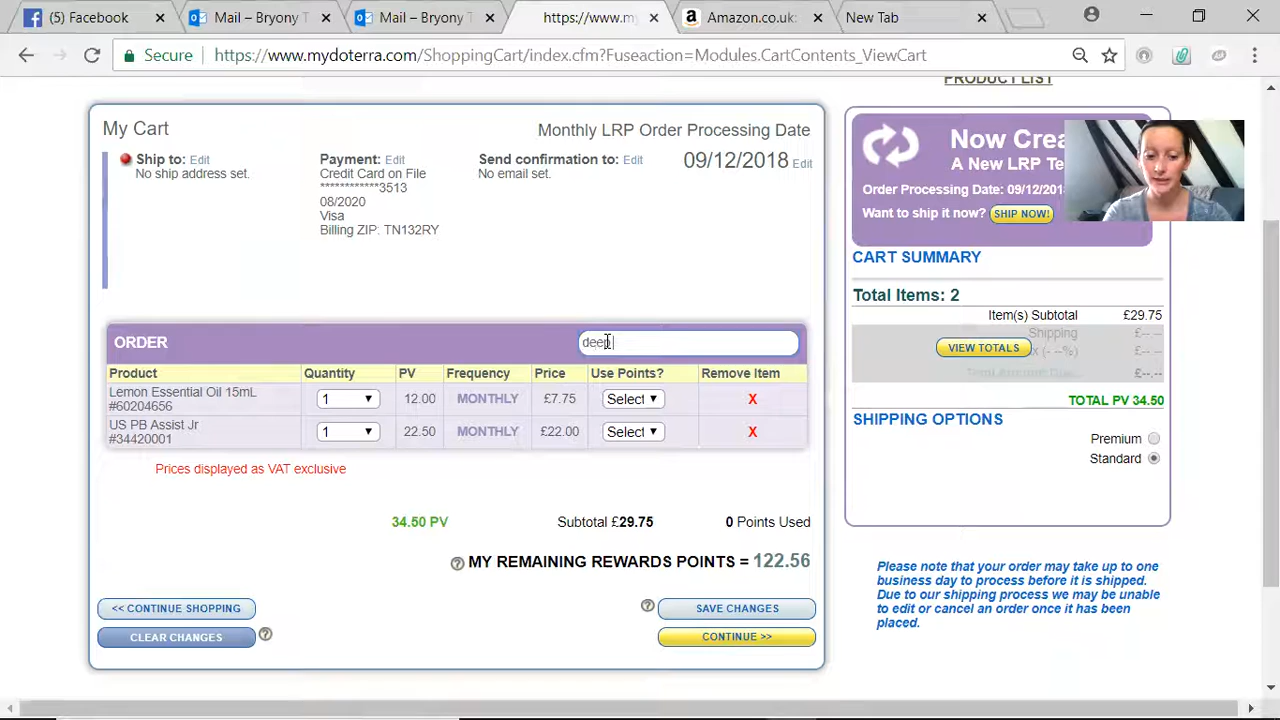 (5) Facebook
Mail – Bryony T
Mail – Bryony
https://www.my
Amazon.co.uk:
New Tab
Secure
https://www.mydoterra.com/ShoppingCart/index.cfm?Fuseaction=Modules.CartContents_ViewCart
PRODUCT LIST
My Cart
Monthly LRP Order Processing Date
09/12/2018 Edit
Ship to: Edit
No ship address set.
Payment: Edit
Credit Card on File
************3513
08/2020
Visa
Billing ZIP: TN132RY
Send confirmation to: Edit
No email set.
ORDER
deep
Product Quantity PV Frequency Price Use Points? Remove Item
Lemon Essential Oil 15mL
#60204656
1 12.00 MONTHLY £7.75 Select X
US PB Assist Jr
#34420001
1 22.50 MONTHLY £22.00 Select X
Prices displayed as VAT exclusive
34.50 PV Subtotal £29.75 0 Points Used
MY REMAINING REWARDS POINTS = 122.56
<< CONTINUE SHOPPING
SAVE CHANGES
CLEAR CHANGES
CONTINUE >>
Now Crea
A New LRP Te
Order Processing Date: 09/12/201
Want to ship it now? SHIP NOW!
CART SUMMARY
Total Items: 2
Item(s) Subtotal £29.75
Shipping £--.--
VIEW TOTALS
x (- --%) £--.--
Total Amount Due... £--.--
TOTAL PV 34.50
SHIPPING OPTIONS
Premium
Standard
Please note that your order may take up to one
business day to process before it is shipped.
Due to our shipping process we may be unable
to edit or cancel an order once it has been
placed.